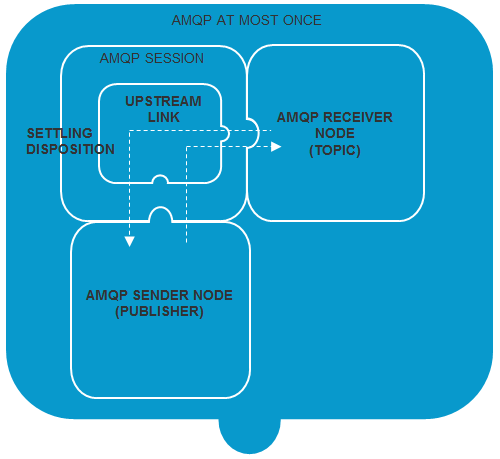 AMQP AT MOST ONCE
AMQP SESSION
UPSTREAM
LINK
AMQP RECEIVER
NODE
(TOPIC)
SETTLING
DISPOSITION
AMQP SENDER NODE
(PUBLISHER)